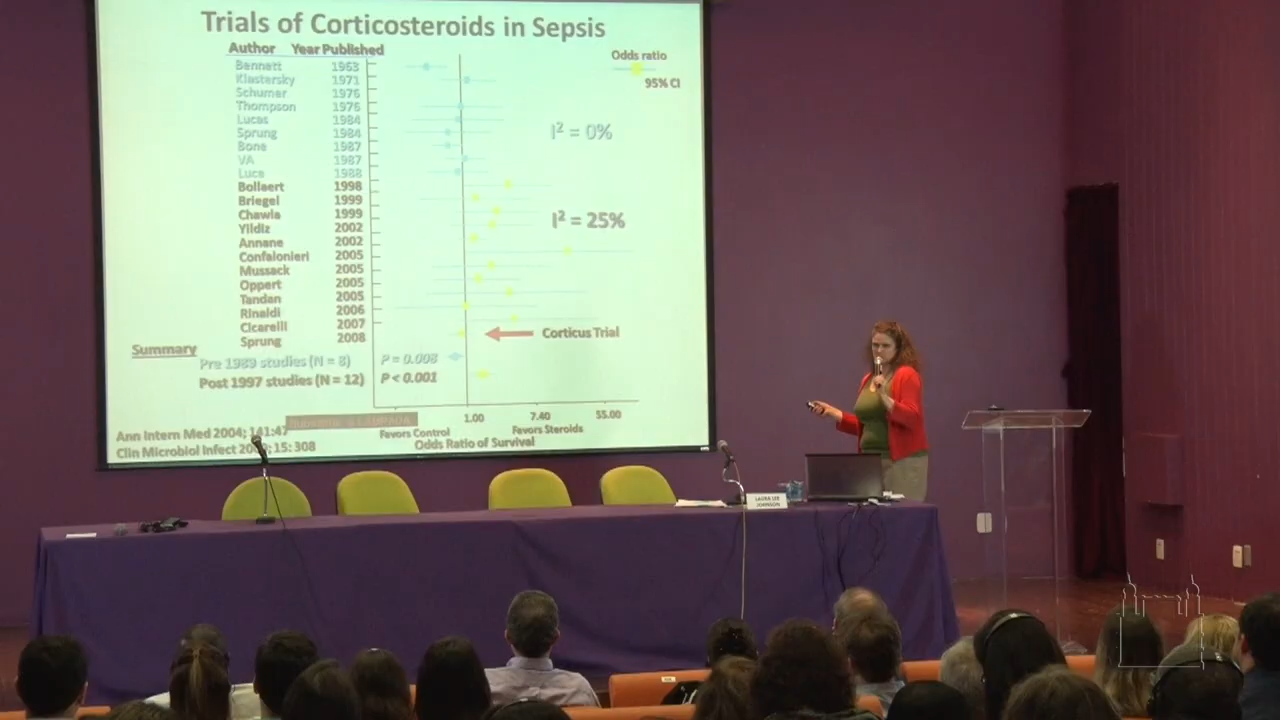 Trials of Corticosteroids in Sepsis
Author Year Published
Odds ratio
95% CI
Bennett 1963
Klastersky 1971
Schumer 1976
Thompson 1976
Lucas 1984
Sprung 1984
Bone 1987
VA 1987
Luce 1988
I² = 0%
Bollaert 1998
Briegel 1999
Chawla 1999
Yildiz 2002
Annane 2002
Confalonieri 2005
Mussack 2005
Oppert 2005
Tandan 2005
Rinaldi 2006
Cicarelli 2007
Sprung 2008
I² = 25%
Corticus Trial
Summary
Pre 1989 studies (N = 8) P = 0.008
Post 1997 studies (N = 12) P < 0.001
1.00 7.40 55.00
Favors Control Favors Steroids
Odds Ratio of Survival
Ann Intern Med 2004; 141:47
Clin Microbiol Infect 15: 308
LAURA LEE
JOHNSON